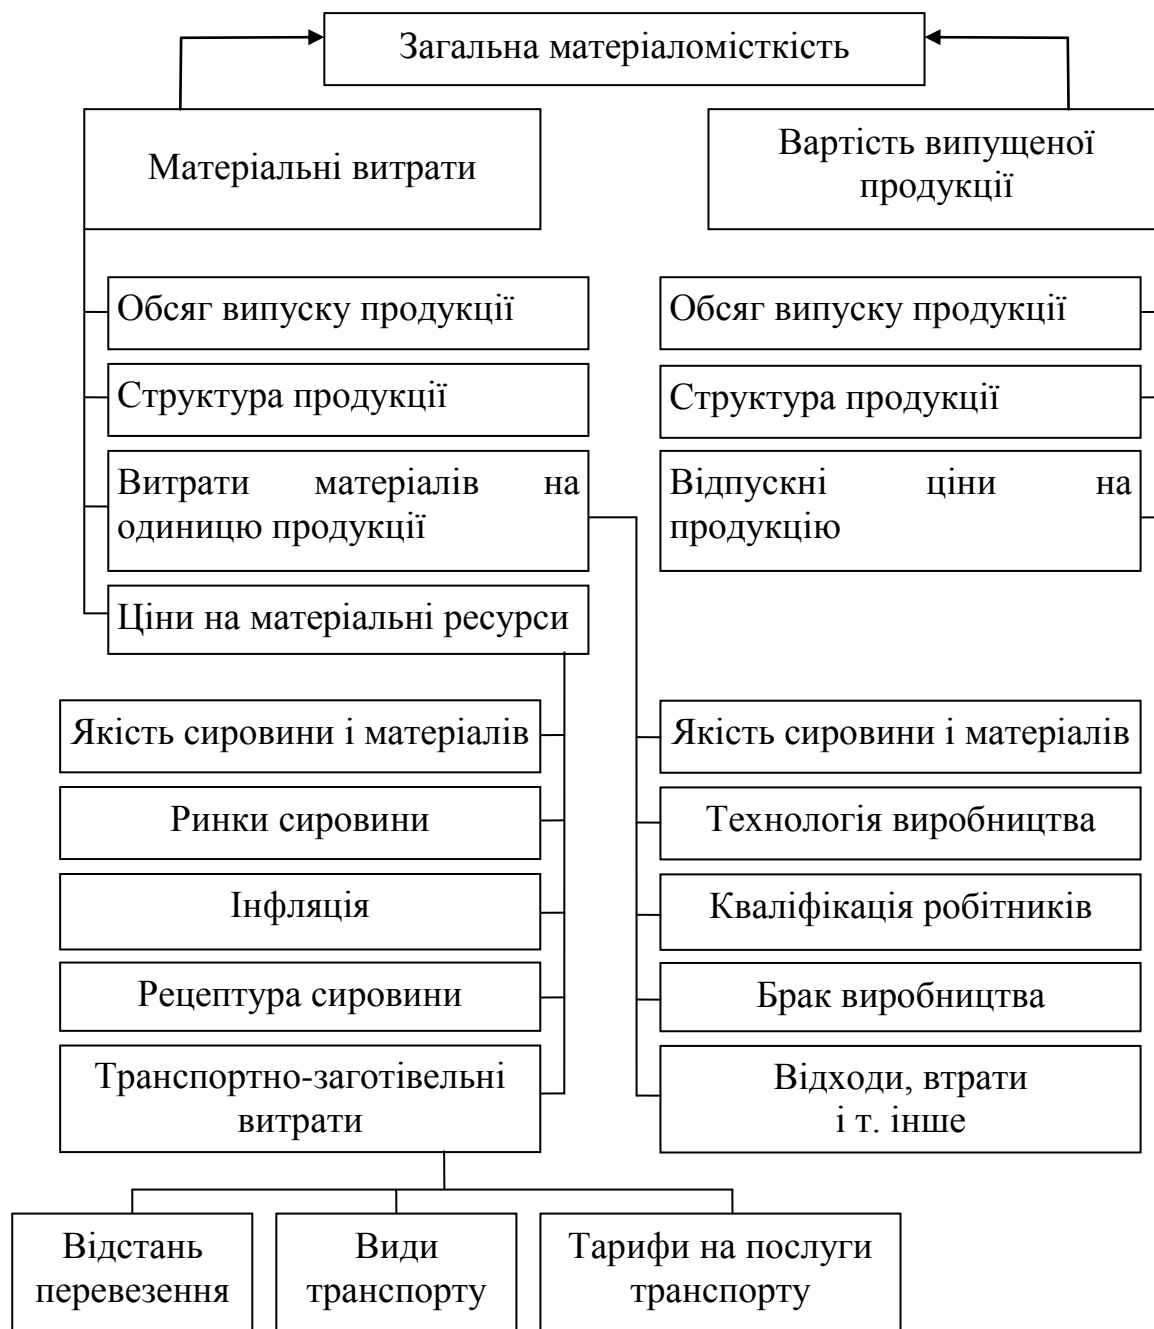 Загальна матеріаломісткість
Матеріальні витрати
Вартість випущеної
продукції
Обсяг випуску продукції
Обсяг випуску продукції
Структура продукції
Структура продукції
Витрати матеріалів на
одиницю продукції
Відпускні ціни на
продукцію
Ціни на матеріальні ресурси
Якість сировини і матеріалів
Якість сировини і матеріалів
Ринки сировини
Технологія виробництва
Інфляція
Кваліфікація робітників
Рецептура сировини
Брак виробництва
Транспортно-заготівельні
витрати
Відходи, втрати
і т. інше
Відстань
перевезення
Види
транспорту
Тарифи на послуги
транспорту